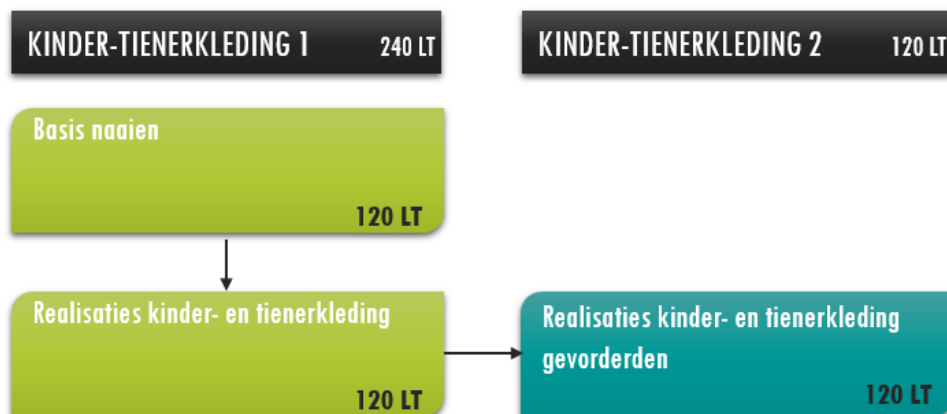 KINDER-TIENERKLEDING 1 240 LT
KINDER-TIENERKLEDING 2 120 LT
Basis naaien
120 LT
Realisaties kinder- en tienerkleding
120 LT
Realisaties kinder- en tienerkleding
gevorderden
120 LT